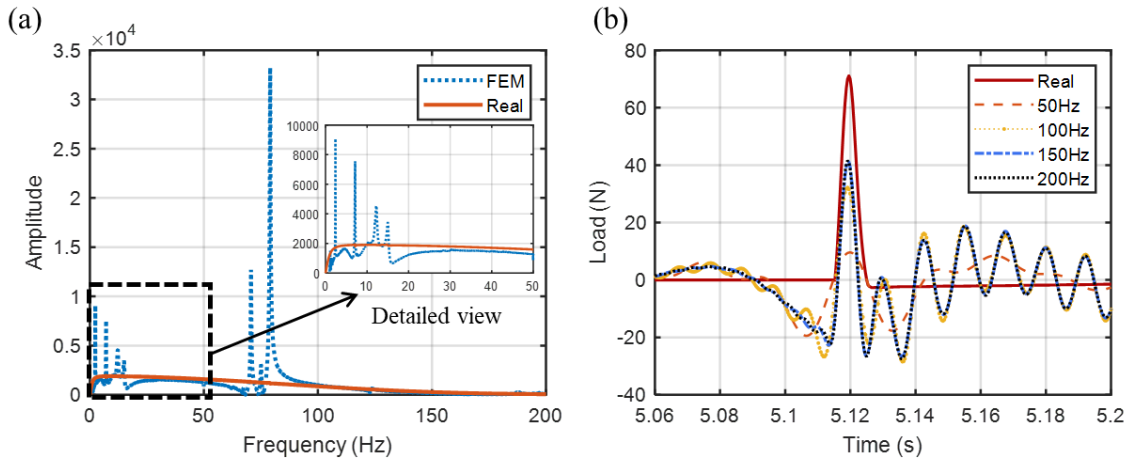 (a)
×10⁴
3.5
3
2.5
2
1.5
1
0.5
0
Amplitude
0 50 100 150 200
Frequency (Hz)
FEM
Real
10000
8000
6000
4000
2000
0
0 10 20 30 40 50
Detailed view
(b)
80
60
40
20
0
-20
-40
Load (N)
5.06 5.08 5.1 5.12 5.14 5.16 5.18 5.2
Time (s)
Real
50Hz
100Hz
150Hz
200Hz